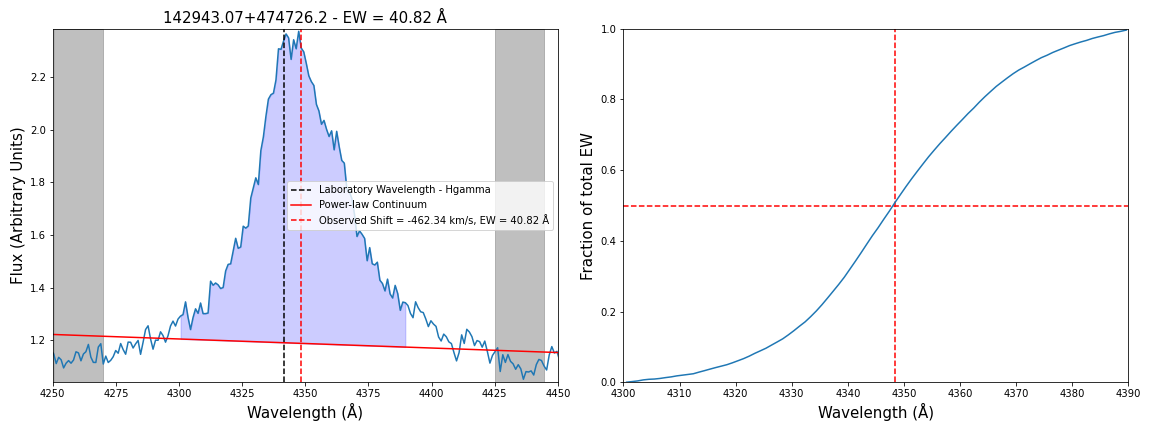 142943.07+474726.2 - EW = 40.82 Å
Flux (Arbitrary Units)
2.2
2.0
1.8
1.6
1.4
1.2
Laboratory Wavelength - Hgamma
Power-law Continuum
Observed Shift = -462.34 km/s, EW = 40.82 Å
4250 4275 4300 4325 4350 4375 4400 4425 4450
Wavelength (Å)
Fraction of total EW
1.0
0.8
0.6
0.4
0.2
0.0
4300 4310 4320 4330 4340 4350 4360 4370 4380 4390
Wavelength (Å)